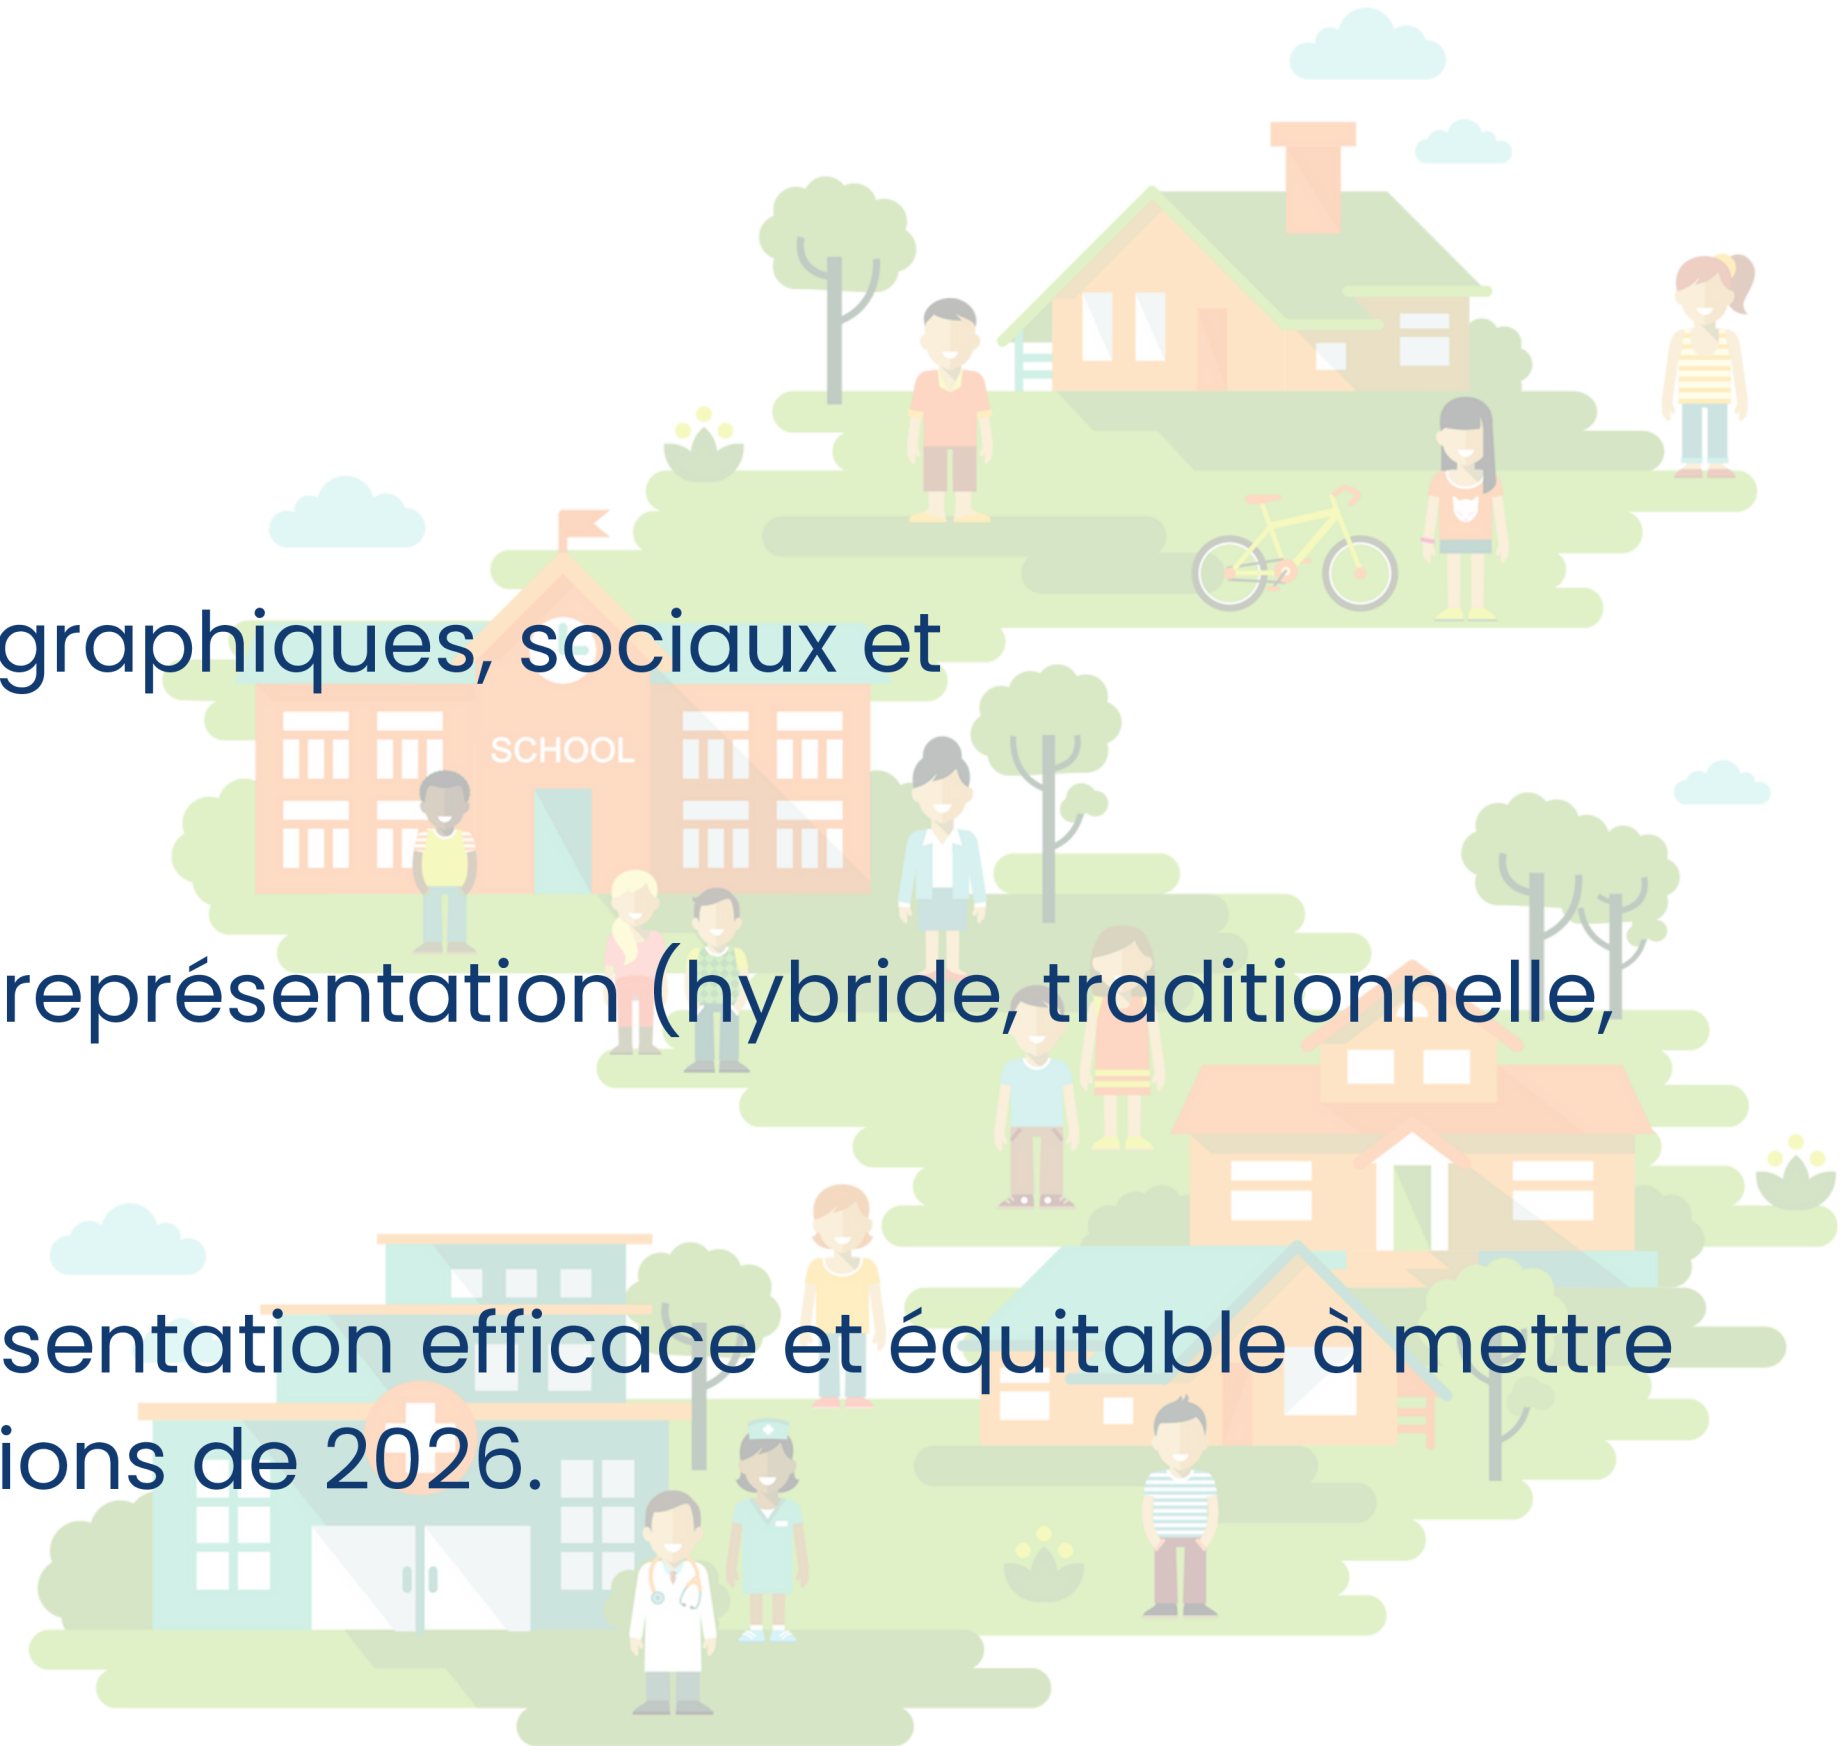 graphiques, sociaux et
SCHOOL
représentation (hybride, traditionnelle,
sentation efficace et équitable à mettre
ions de 2026.